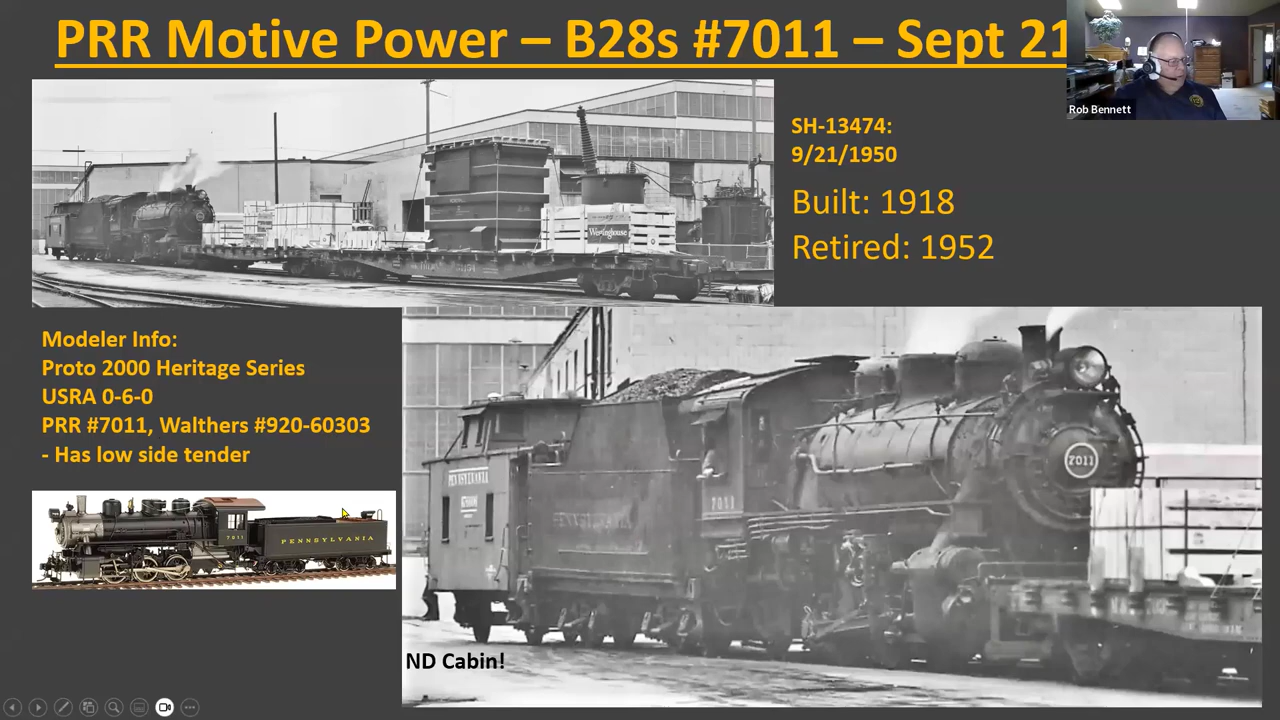 PRR Motive Power – B28s #7011 – Sept 21
Rob Bennett
SH-13474:
9/21/1950
Built: 1918
Retired: 1952
Westinghouse
Modeler Info:
Proto 2000 Heritage Series
USRA 0-6-0
PRR #7011, Walthers #920-60303
- Has low side tender
7011
PENNSYLVANIA
PENNSYLVANIA
PENNSYLVANIA
7011
7011
ND Cabin!